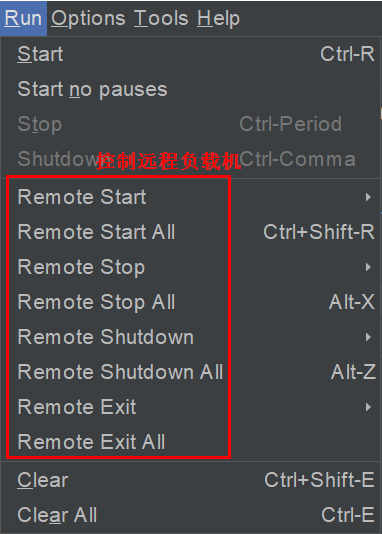 Run Options Tools Help
Start Ctrl-R
Start no pauses
Stop Ctrl-Period
Shutdown Ctrl-Comma
控制远程负载机
Remote Start
Remote Start All Ctrl+Shift-R
Remote Stop
Remote Stop All Alt-X
Remote Shutdown
Remote Shutdown All Alt-Z
Remote Exit
Remote Exit All
Clear Ctrl+Shift-E
Clear All Ctrl-E